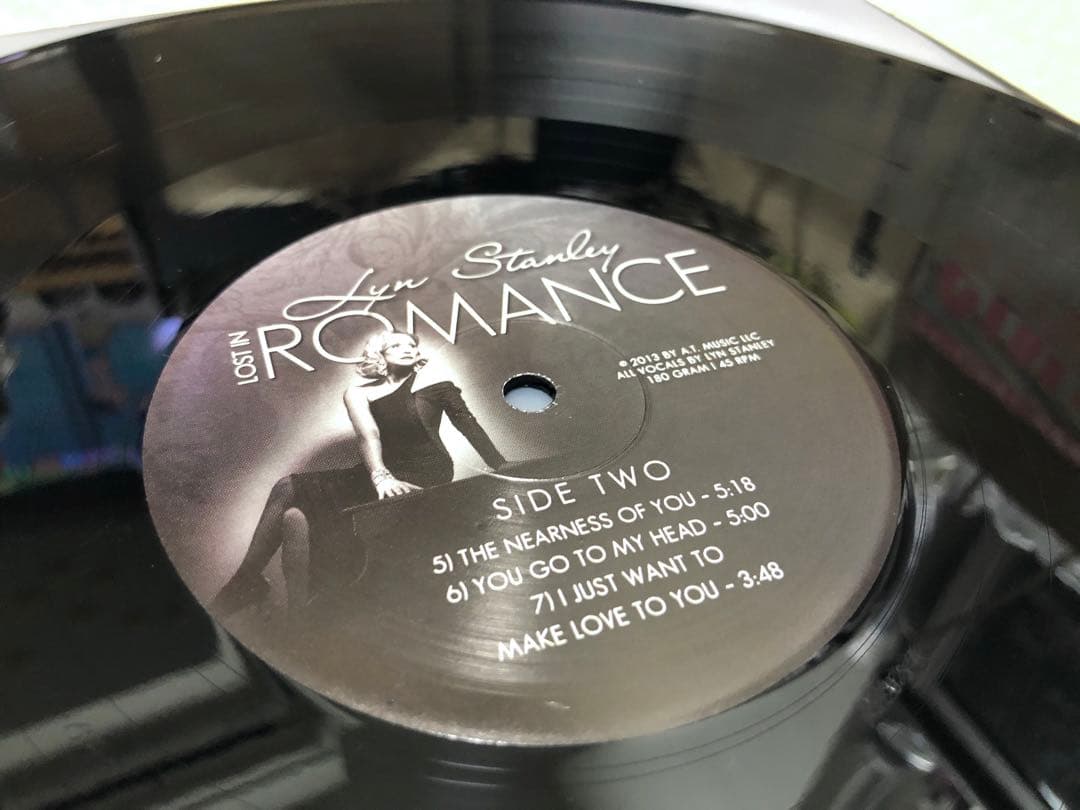 Lyn Stanley
LOST IN
ROMANCE
℗ 2013 BY A.T. MUSIC LLC
ALL VOCALS BY LYN STANLEY
180 GRAM | 45 RPM
SIDE TWO
5) THE NEARNESS OF YOU - 5:18
6) YOU GO TO MY HEAD - 5:00
7) I JUST WANT TO
MAKE LOVE TO YOU - 3:48